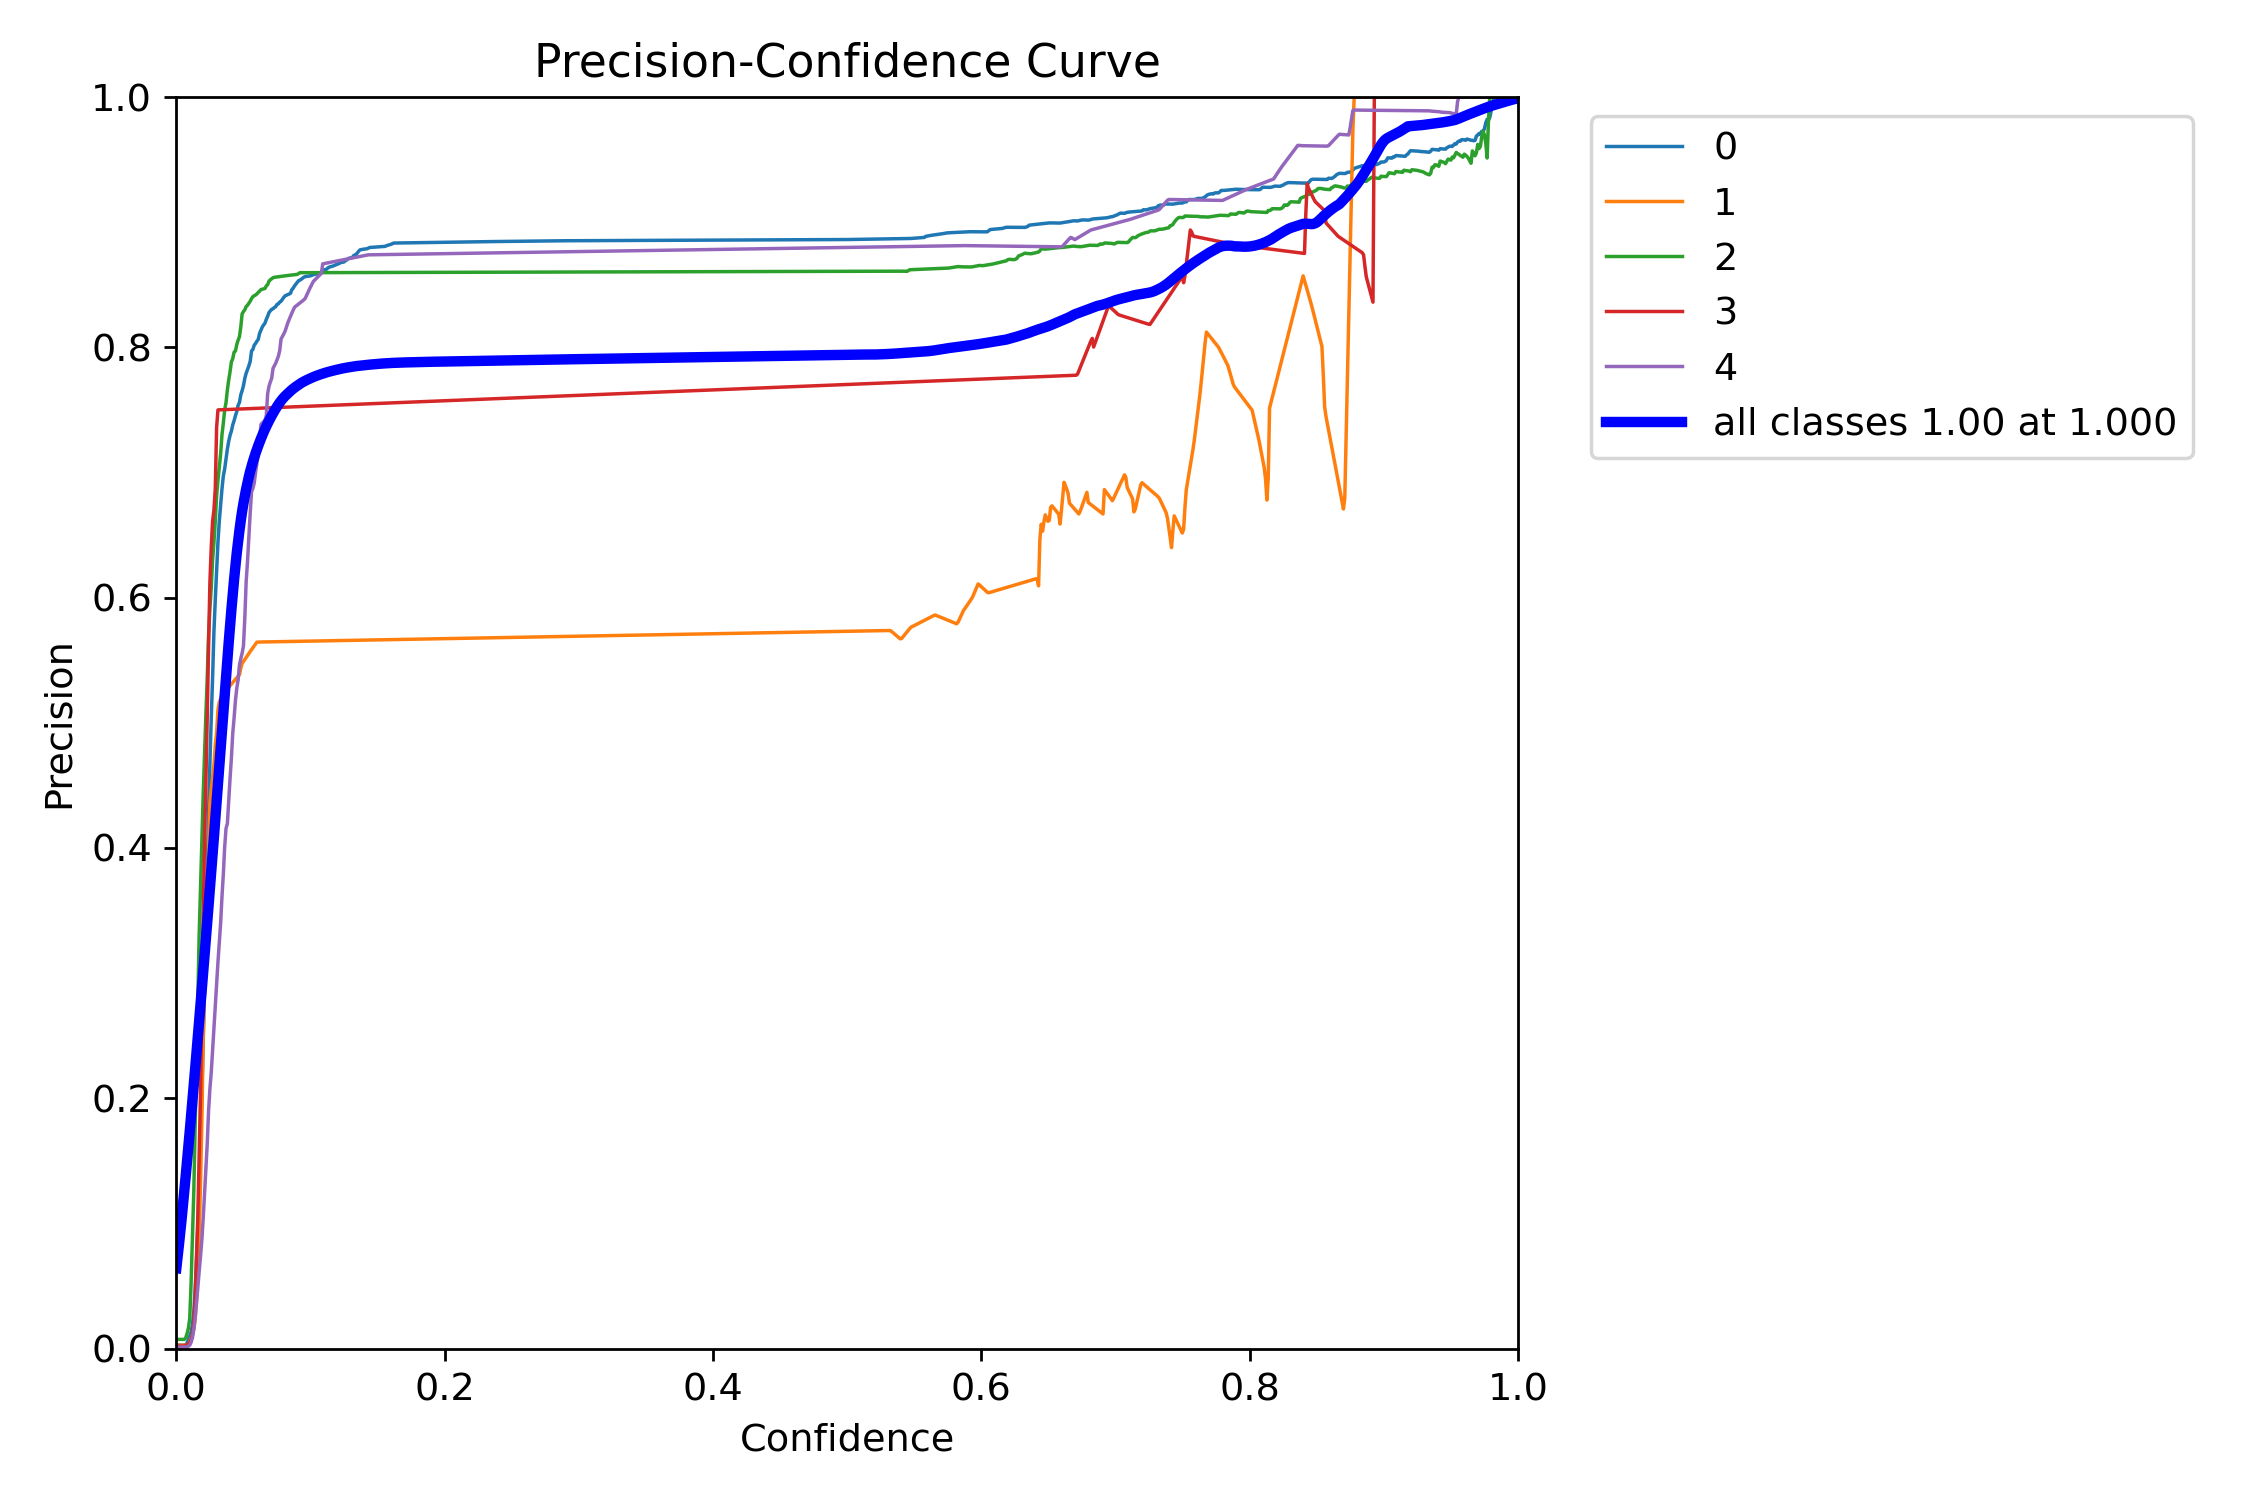 Precision-Confidence Curve
1.0
0.8
0.6
0.4
0.2
0.0
Precision
0.0 0.2 0.4 0.6 0.8 1.0
Confidence
0
1
2
3
4
all classes 1.00 at 1.000